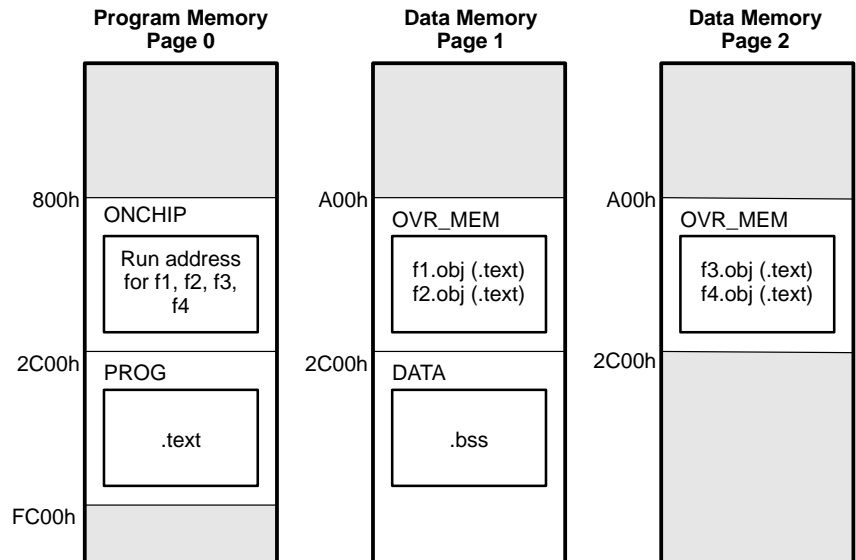 Program Memory
Page 0
800h
ONCHIP
Run address
for f1, f2, f3,
f4
2C00h
PROG
.text
FC00h
Data Memory
Page 1
A00h
OVR_MEM
f1.obj (.text)
f2.obj (.text)
2C00h
DATA
.bss
Data Memory
Page 2
A00h
OVR_MEM
f3.obj (.text)
f4.obj (.text)
2C00h